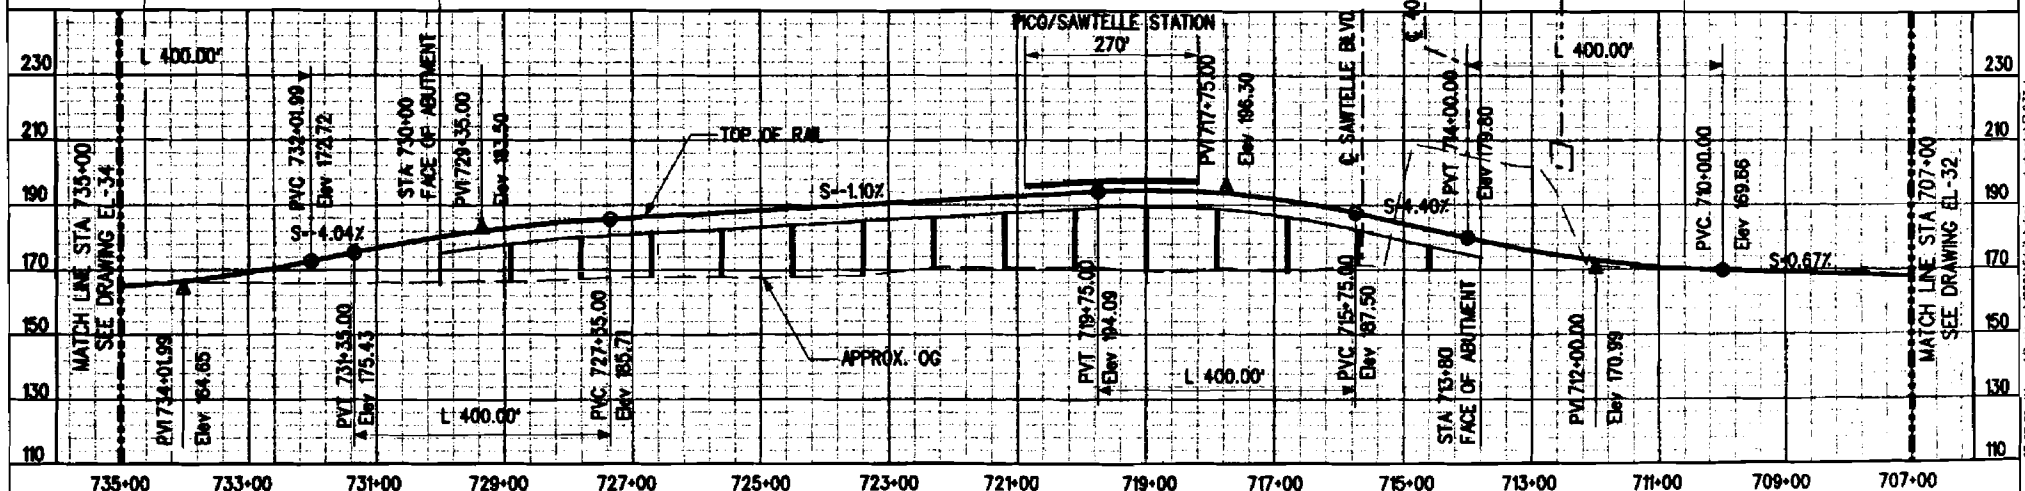 PICO/SAWTELLE STATION
270'
L 400.00'
L 400.00'
230
210
190
170
150
130
110
MATCH LINE STA 735+00
SEE DRAWING EL-34
PVI 734+01.99
Elev 164.65
PVC 732+01.99
Elev 172.72
S=-4.04%
PVT 731+35.00
Elev 175.43
STA 730+00
FACE OF ABUTMENT
PVI 729+35.00
Elev 183.50
L 400.00'
PVC 727+35.00
Elev 185.71
TOP OF RAIL
S=-1.10%
APPROX. OG
PVT 719+75.00
Elev 194.09
L 400.00'
PVI 717+75.00
Elev 196.30
℄ SAWTELLE BLVD.
PVC 715+75.00
Elev 187.50
℄ 40
S=4.40%
PVT 714+00.00
Elev 179.80
STA 713+80
FACE OF ABUTMENT
PVI 712+00.00
Elev 170.99
PVC 710+00.00
Elev 169.66
S=0.67%
MATCH LINE STA 707+00
SEE DRAWING EL-32
230
210
190
170
150
130
110
735+00 733+00 731+00 729+00 727+00 725+00 723+00 721+00 719+00 717+00 715+00 713+00 711+00 709+00 707+00